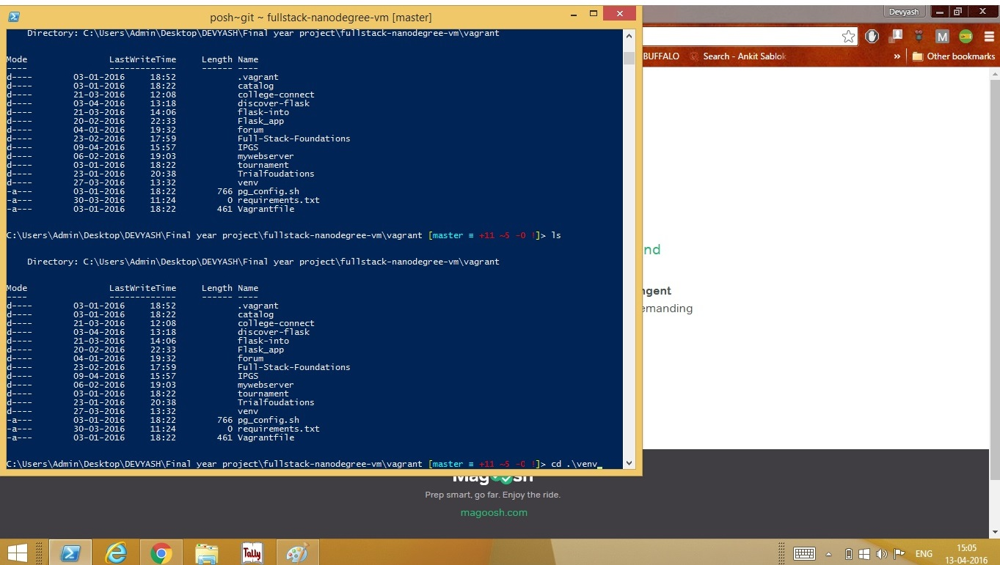 posh~git ~ fullstack-nanodegree-vm [master]
Devyash
Directory: C:\Users\Admin\Desktop\DEVYASH\Final year project\fullstack-nanodegree-vm\vagrant
BUFFALO Search - Ankit Sablok » Other bookmarks
Mode LastWriteTime Length Name
---- ------------- ------ ----
d---- 03-01-2016 18:52 .vagrant
d---- 03-01-2016 18:22 catalog
d---- 21-03-2016 12:08 college-connect
d---- 03-04-2016 13:18 discover-flask
d---- 21-03-2016 14:06 flask-into
d---- 20-02-2016 22:33 Flask_app
d---- 04-01-2016 19:32 forum
d---- 23-02-2016 17:59 Full-Stack-Foundations
d---- 09-04-2016 15:57 IPGS
d---- 06-02-2016 19:03 mywebserver
d---- 03-01-2016 18:22 tournament
d---- 23-01-2016 20:38 Trialfoudations
d---- 27-03-2016 13:32 venv
-a--- 03-01-2016 18:22 766 pg_config.sh
-a--- 30-03-2016 11:24 0 requirements.txt
-a--- 03-01-2016 18:22 461 Vagrantfile
C:\Users\Admin\Desktop\DEVYASH\Final year project\fullstack-nanodegree-vm\vagrant [master ≡ +11 ~5 -0 !]> ls
nd
Directory: C:\Users\Admin\Desktop\DEVYASH\Final year project\fullstack-nanodegree-vm\vagrant
Mode LastWriteTime Length Name
---- ------------- ------ ----
ngent
emanding
d---- 03-01-2016 18:52 .vagrant
d---- 03-01-2016 18:22 catalog
d---- 21-03-2016 12:08 college-connect
d---- 03-04-2016 13:18 discover-flask
d---- 21-03-2016 14:06 flask-into
d---- 20-02-2016 22:33 Flask_app
d---- 04-01-2016 19:32 forum
d---- 23-02-2016 17:59 Full-Stack-Foundations
d---- 09-04-2016 15:57 IPGS
d---- 06-02-2016 19:03 mywebserver
d---- 03-01-2016 18:22 tournament
d---- 23-01-2016 20:38 Trialfoudations
d---- 27-03-2016 13:32 venv
-a--- 03-01-2016 18:22 766 pg_config.sh
-a--- 30-03-2016 11:24 0 requirements.txt
-a--- 03-01-2016 18:22 461 Vagrantfile
C:\Users\Admin\Desktop\DEVYASH\Final year project\fullstack-nanodegree-vm\vagrant [master ≡ +11 ~5 -0 !]> cd .\venv
Magoosh
Prep smart, go far. Enjoy the ride.
magoosh.com
Tally
ENG
15:05
13-04-2016